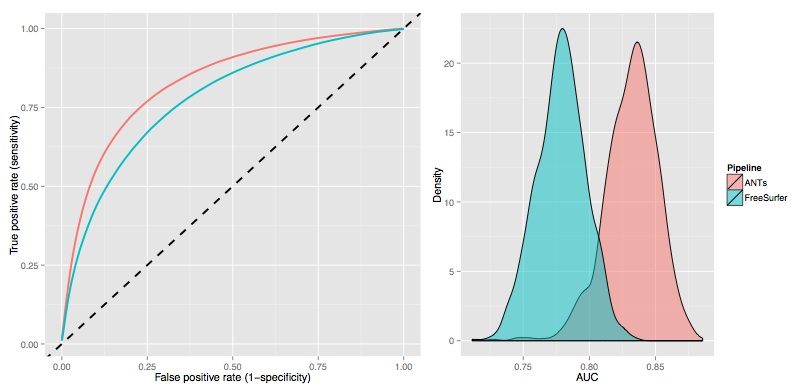 1.00
0.75
0.50
0.25
0.00
True positive rate (sensitivity)
0.00 0.25 0.50 0.75 1.00
False positive rate (1−specificity)
20
15
10
5
0
Density
0.75 0.80 0.85
AUC
Pipeline
ANTs
FreeSurfer